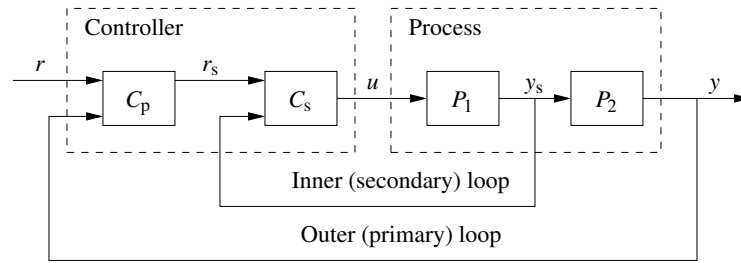 Controller
Process
r
r_s
u
y_s
y
C_p
C_s
P_1
P_2
Inner (secondary) loop
Outer (primary) loop